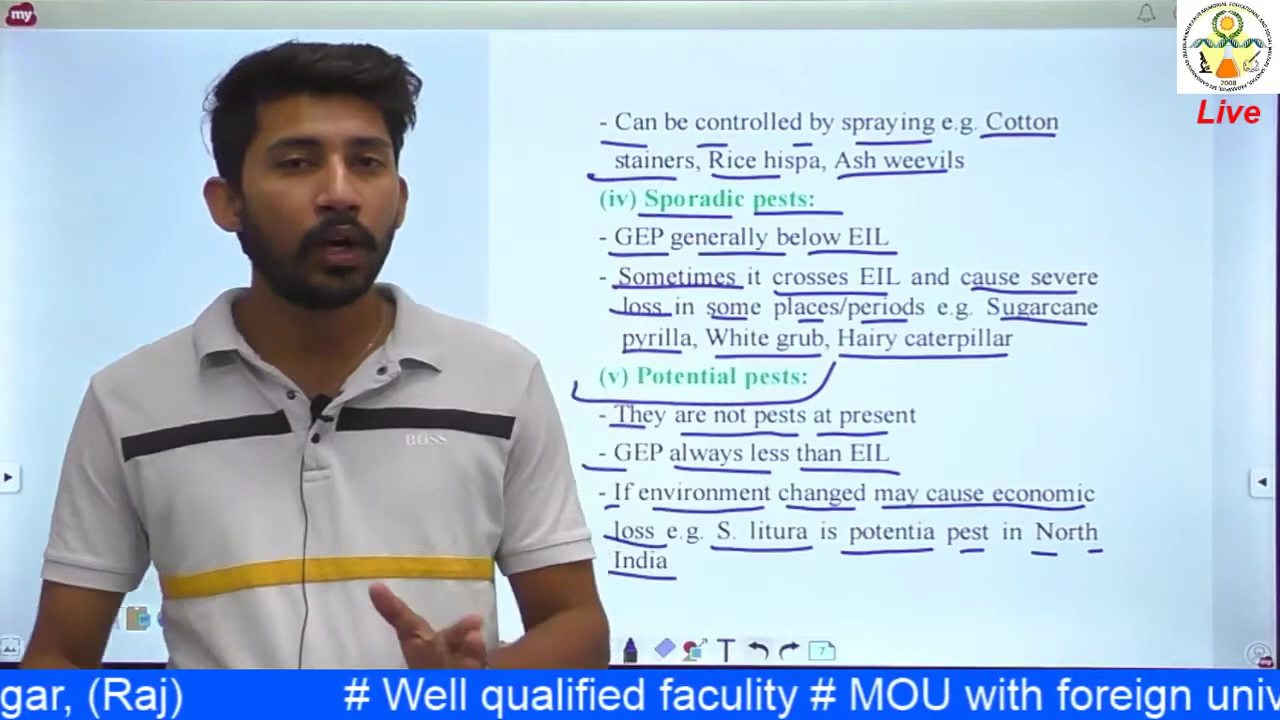 my
2008
Live
- Can be controlled by spraying e.g. Cotton
stainers, Rice hispa, Ash weevils
(iv) Sporadic pests:
- GEP generally below EIL
- Sometimes it crosses EIL and cause severe
loss in some places/periods e.g. Sugarcane
pyrilla, White grub, Hairy caterpillar
(v) Potential pests:
- They are not pests at present
- GEP always less than EIL
- If environment changed may cause economic
loss e.g. S. litura is potentia pest in North
India
BOSS
T
7
my
gar, (Raj) # Well qualified faculity # MOU with foreign univ